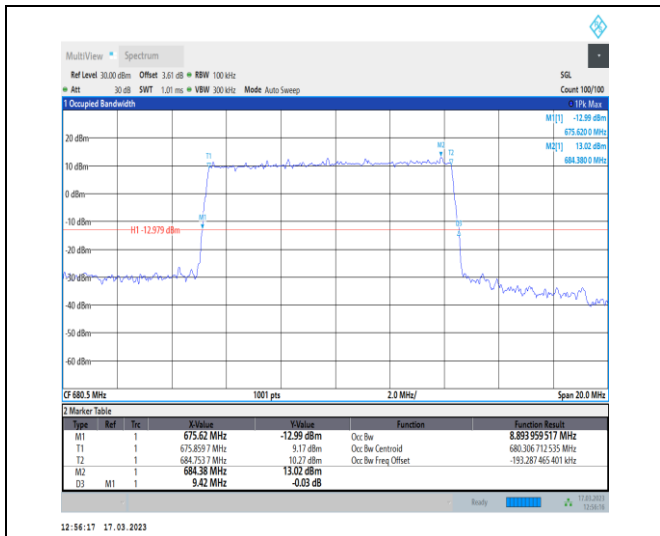 MultiView Spectrum
Ref Level 30.00 dBm Offset 3.61 dB RBW 100 kHz SGL
Att 30 dB SWT 1.01 ms VBW 300 kHz Mode Auto Sweep Count 100/100
1 Occupied Bandwidth 1Pk Max
M1[1] -12.99 dBm
675.620 0 MHz
M2[1] 13.02 dBm
684.380 0 MHz
20 dBm
M2
T1 T2
10 dBm
0 dBm
-10 dBm
M1 D3
H1 -12.979 dBm
-20 dBm
-30 dBm
-40 dBm
-50 dBm
-60 dBm
CF 680.5 MHz 1001 pts 2.0 MHz/ Span 20.0 MHz
2 Marker Table
Type Ref Trc X-Value Y-Value Function Function Result
M1 1 675.62 MHz -12.99 dBm Occ Bw 8.893 959 517 MHz
T1 1 675.859 7 MHz 9.17 dBm Occ Bw Centroid 680.306 712 535 MHz
T2 1 684.753 7 MHz 10.27 dBm Occ Bw Freq Offset -193.287 465 401 kHz
M2 1 684.38 MHz 13.02 dBm
D3 M1 1 9.42 MHz -0.03 dB
Ready 17.03.2023
12:56:18
12:56:17 17.03.2023